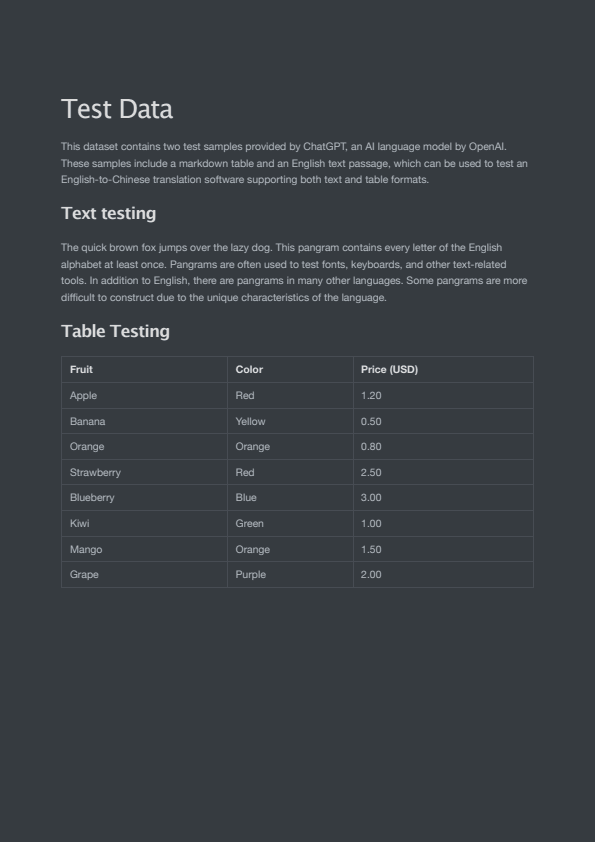 Test Data
This dataset contains two test samples provided by ChatGPT, an AI language model by OpenAI.
These samples include a markdown table and an English text passage, which can be used to test an
English-to-Chinese translation software supporting both text and table formats.
Text testing
The quick brown fox jumps over the lazy dog. This pangram contains every letter of the English
alphabet at least once. Pangrams are often used to test fonts, keyboards, and other text-related
tools. In addition to English, there are pangrams in many other languages. Some pangrams are more
difficult to construct due to the unique characteristics of the language.
Table Testing
Fruit Color Price (USD)
Apple Red 1.20
Banana Yellow 0.50
Orange Orange 0.80
Strawberry Red 2.50
Blueberry Blue 3.00
Kiwi Green 1.00
Mango Orange 1.50
Grape Purple 2.00